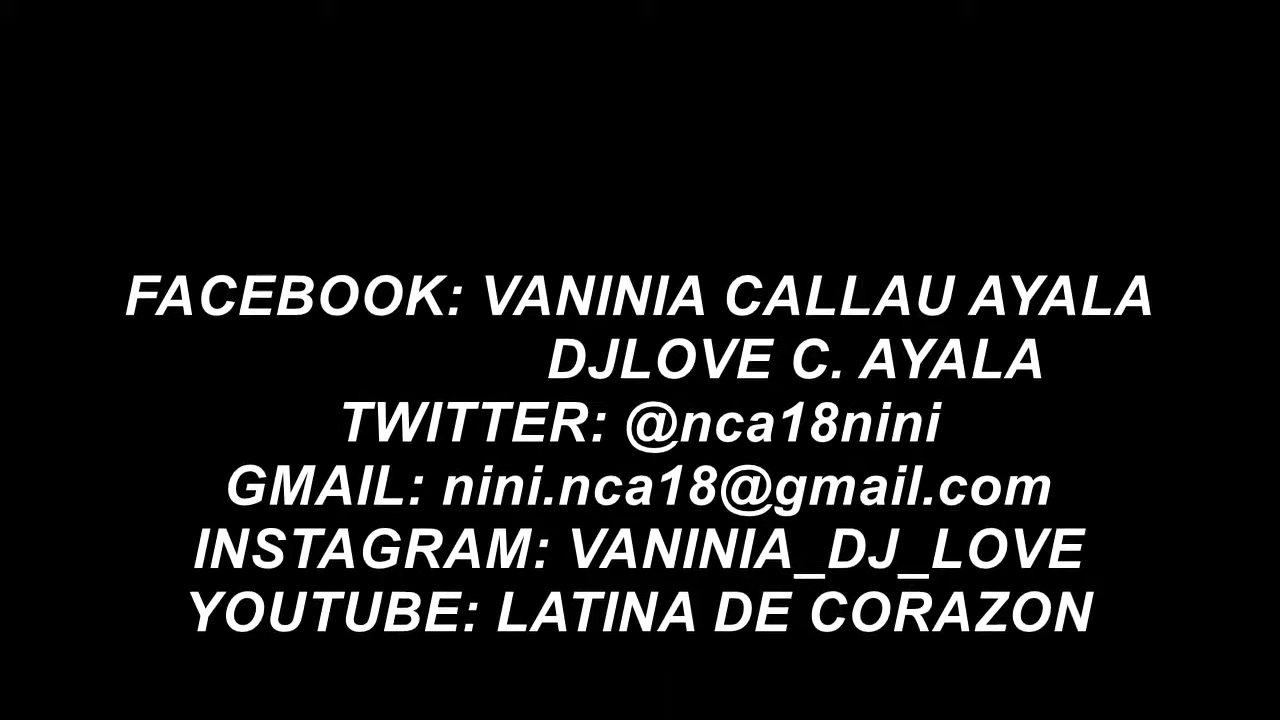 FACEBOOK: VANINIA CALLAU AYALA
DJLOVE C. AYALA
TWITTER: @nca18nini
GMAIL: nini.nca18@gmail.com
INSTAGRAM: VANINIA_DJ_LOVE
YOUTUBE: LATINA DE CORAZON